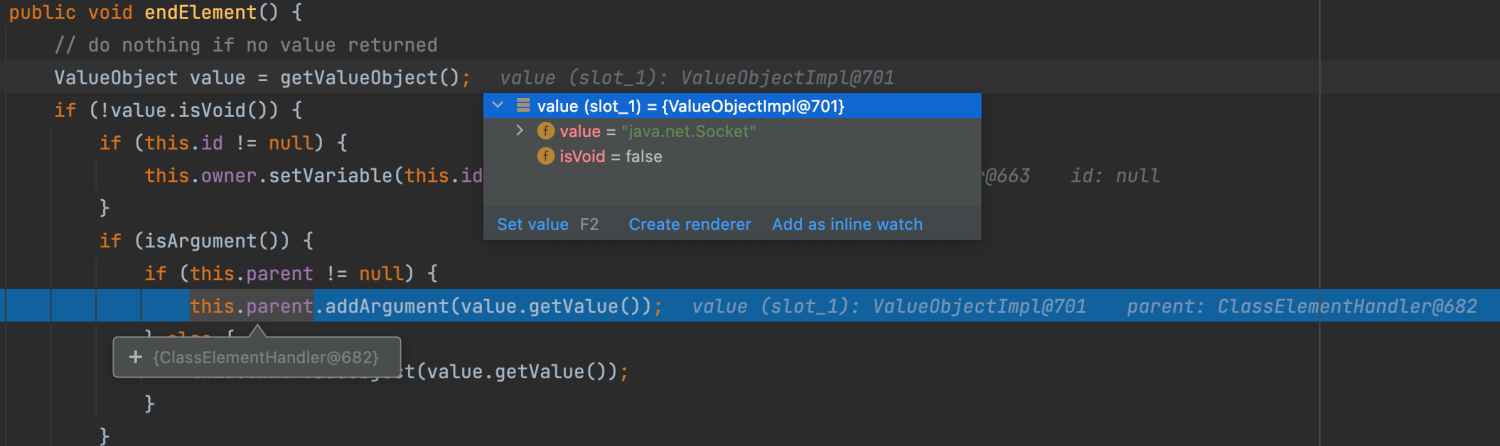 public void endElement() {
// do nothing if no value returned
ValueObject value = getValueObject(); value (slot_1): ValueObjectImpl@701
if (!value.isVoid()) {
value (slot_1) = {ValueObjectImpl@701}
value = "java.net.Socket"
isVoid = false
Set value F2 Create renderer Add as inline watch
if (this.id != null) {
this.owner.setVariable(this.id @663 id: null
}
if (isArgument()) {
if (this.parent != null) {
this.parent.addArgument(value.getValue()); value (slot_1): ValueObjectImpl@701 parent: ClassElementHandler@682
} else {
+ {ClassElementHandler@682}
(value.getValue());
}
}